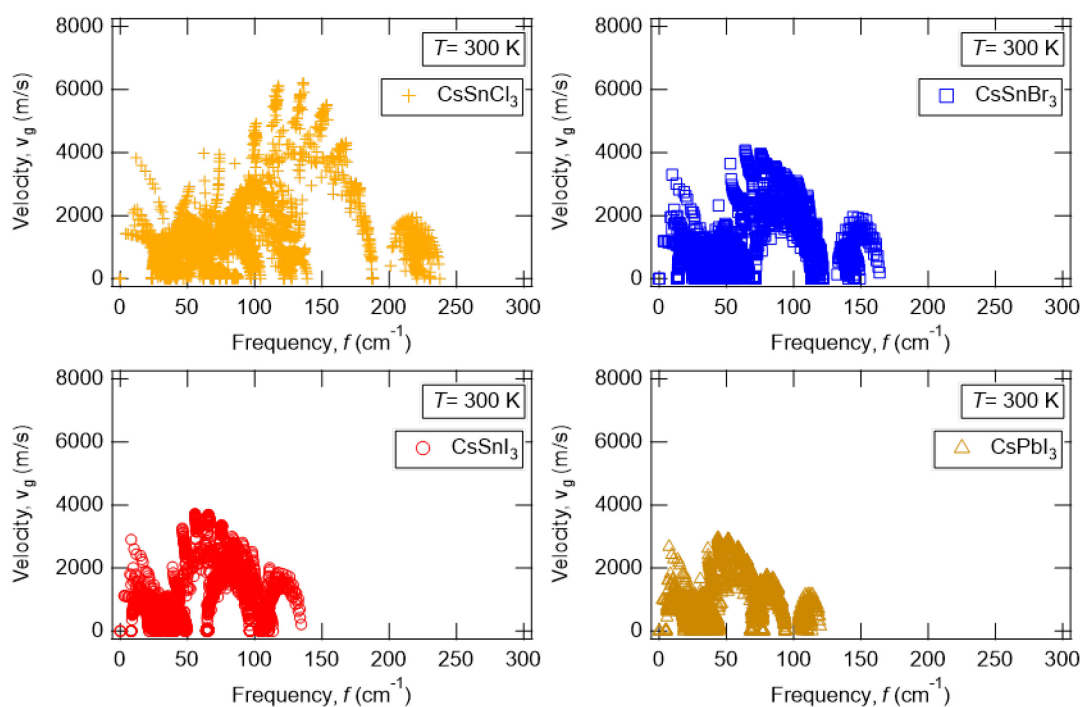 8000
6000
4000
2000
0
Velocity, vg (m/s)
T= 300 K
CsSnCl3
0 50 100 150 200 250 300
Frequency, f (cm-1)
8000
6000
4000
2000
0
Velocity, vg (m/s)
T= 300 K
CsSnBr3
0 50 100 150 200 250 300
Frequency, f (cm-1)
8000
6000
4000
2000
0
Velocity, vg (m/s)
T= 300 K
CsSnI3
0 50 100 150 200 250 300
Frequency, f (cm-1)
8000
6000
4000
2000
0
Velocity, vg (m/s)
T= 300 K
CsPbI3
0 50 100 150 200 250 300
Frequency, f (cm-1)